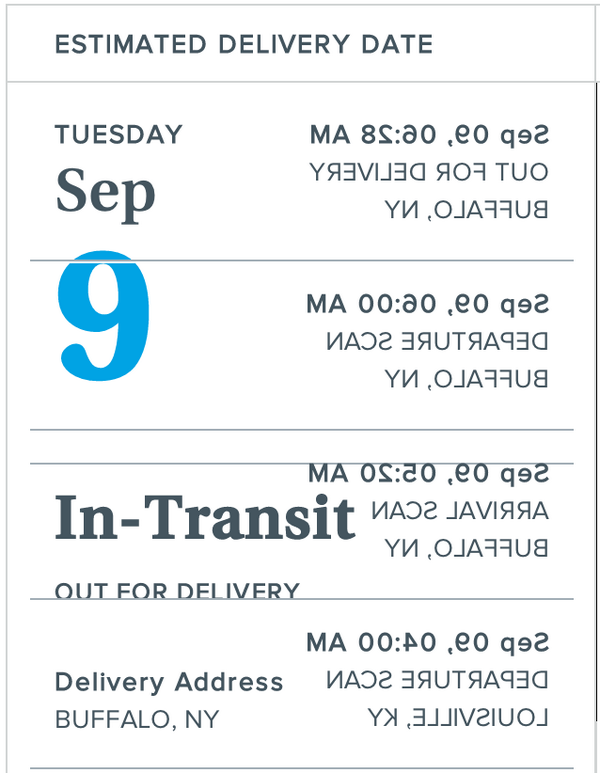 ESTIMATED DELIVERY DATE
TUESDAY
Sep
9
In-Transit
OUT FOR DELIVERY
Delivery Address
BUFFALO, NY
Sep 09, 06:28 AM
OUT FOR DELIVERY
BUFFALO, NY
Sep 09, 06:00 AM
DEPARTURE SCAN
BUFFALO, NY
Sep 09, 05:20 AM
ARRIVAL SCAN
BUFFALO, NY
Sep 09, 04:00 AM
DEPARTURE SCAN
LOUISVILLE, KY